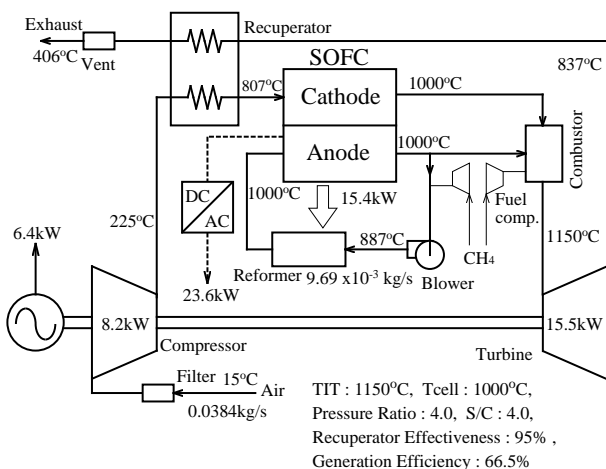 Exhaust
Recuperator
406°C
Vent
837°C
SOFC
807°C
1000°C
Cathode
1000°C
Anode
Combustor
1000°C
DC
AC
15.4kW
Fuel
comp.
225°C
6.4kW
887°C
1150°C
CH4
Reformer 9.69 x10-3 kg/s
Blower
23.6kW
8.2kW
15.5kW
Compressor
Turbine
Filter
15°C
Air
0.0384kg/s
TIT : 1150°C, Tcell : 1000°C,
Pressure Ratio : 4.0, S/C : 4.0,
Recuperator Effectiveness : 95% ,
Generation Efficiency : 66.5%